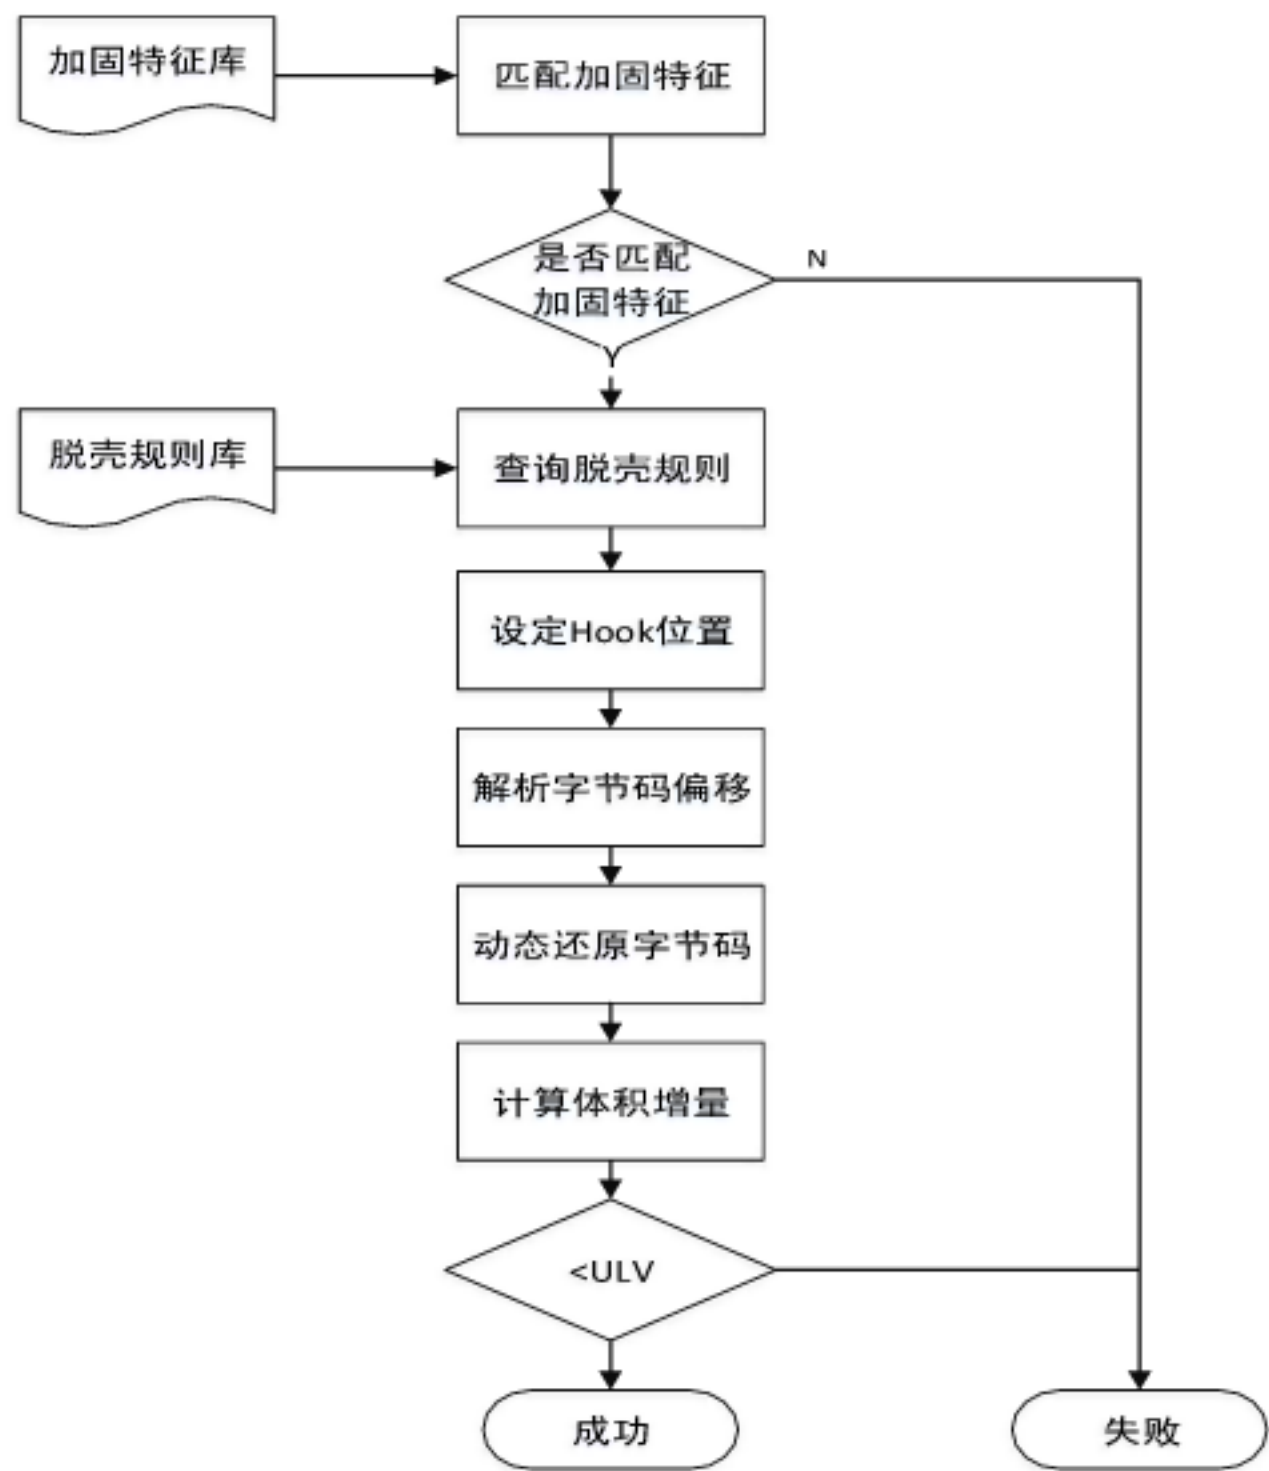 加固特征库
匹配加固特征
是否匹配
加固特征
N
Y
脱壳规则库
查询脱壳规则
设定Hook位置
解析字节码偏移
动态还原字节码
计算体积增量
<ULV
成功
失败